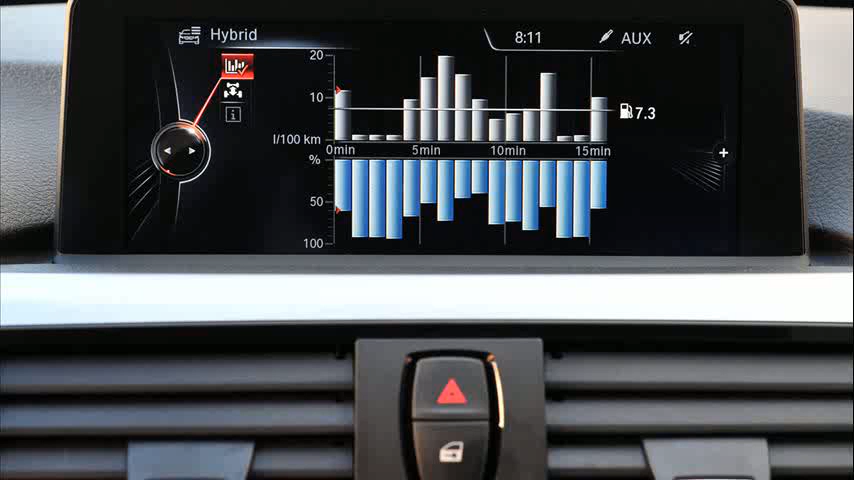 Hybrid
8:11
AUX
20
10
7.3
l/100 km
0min
5min
10min
15min
%
50
100
i
+